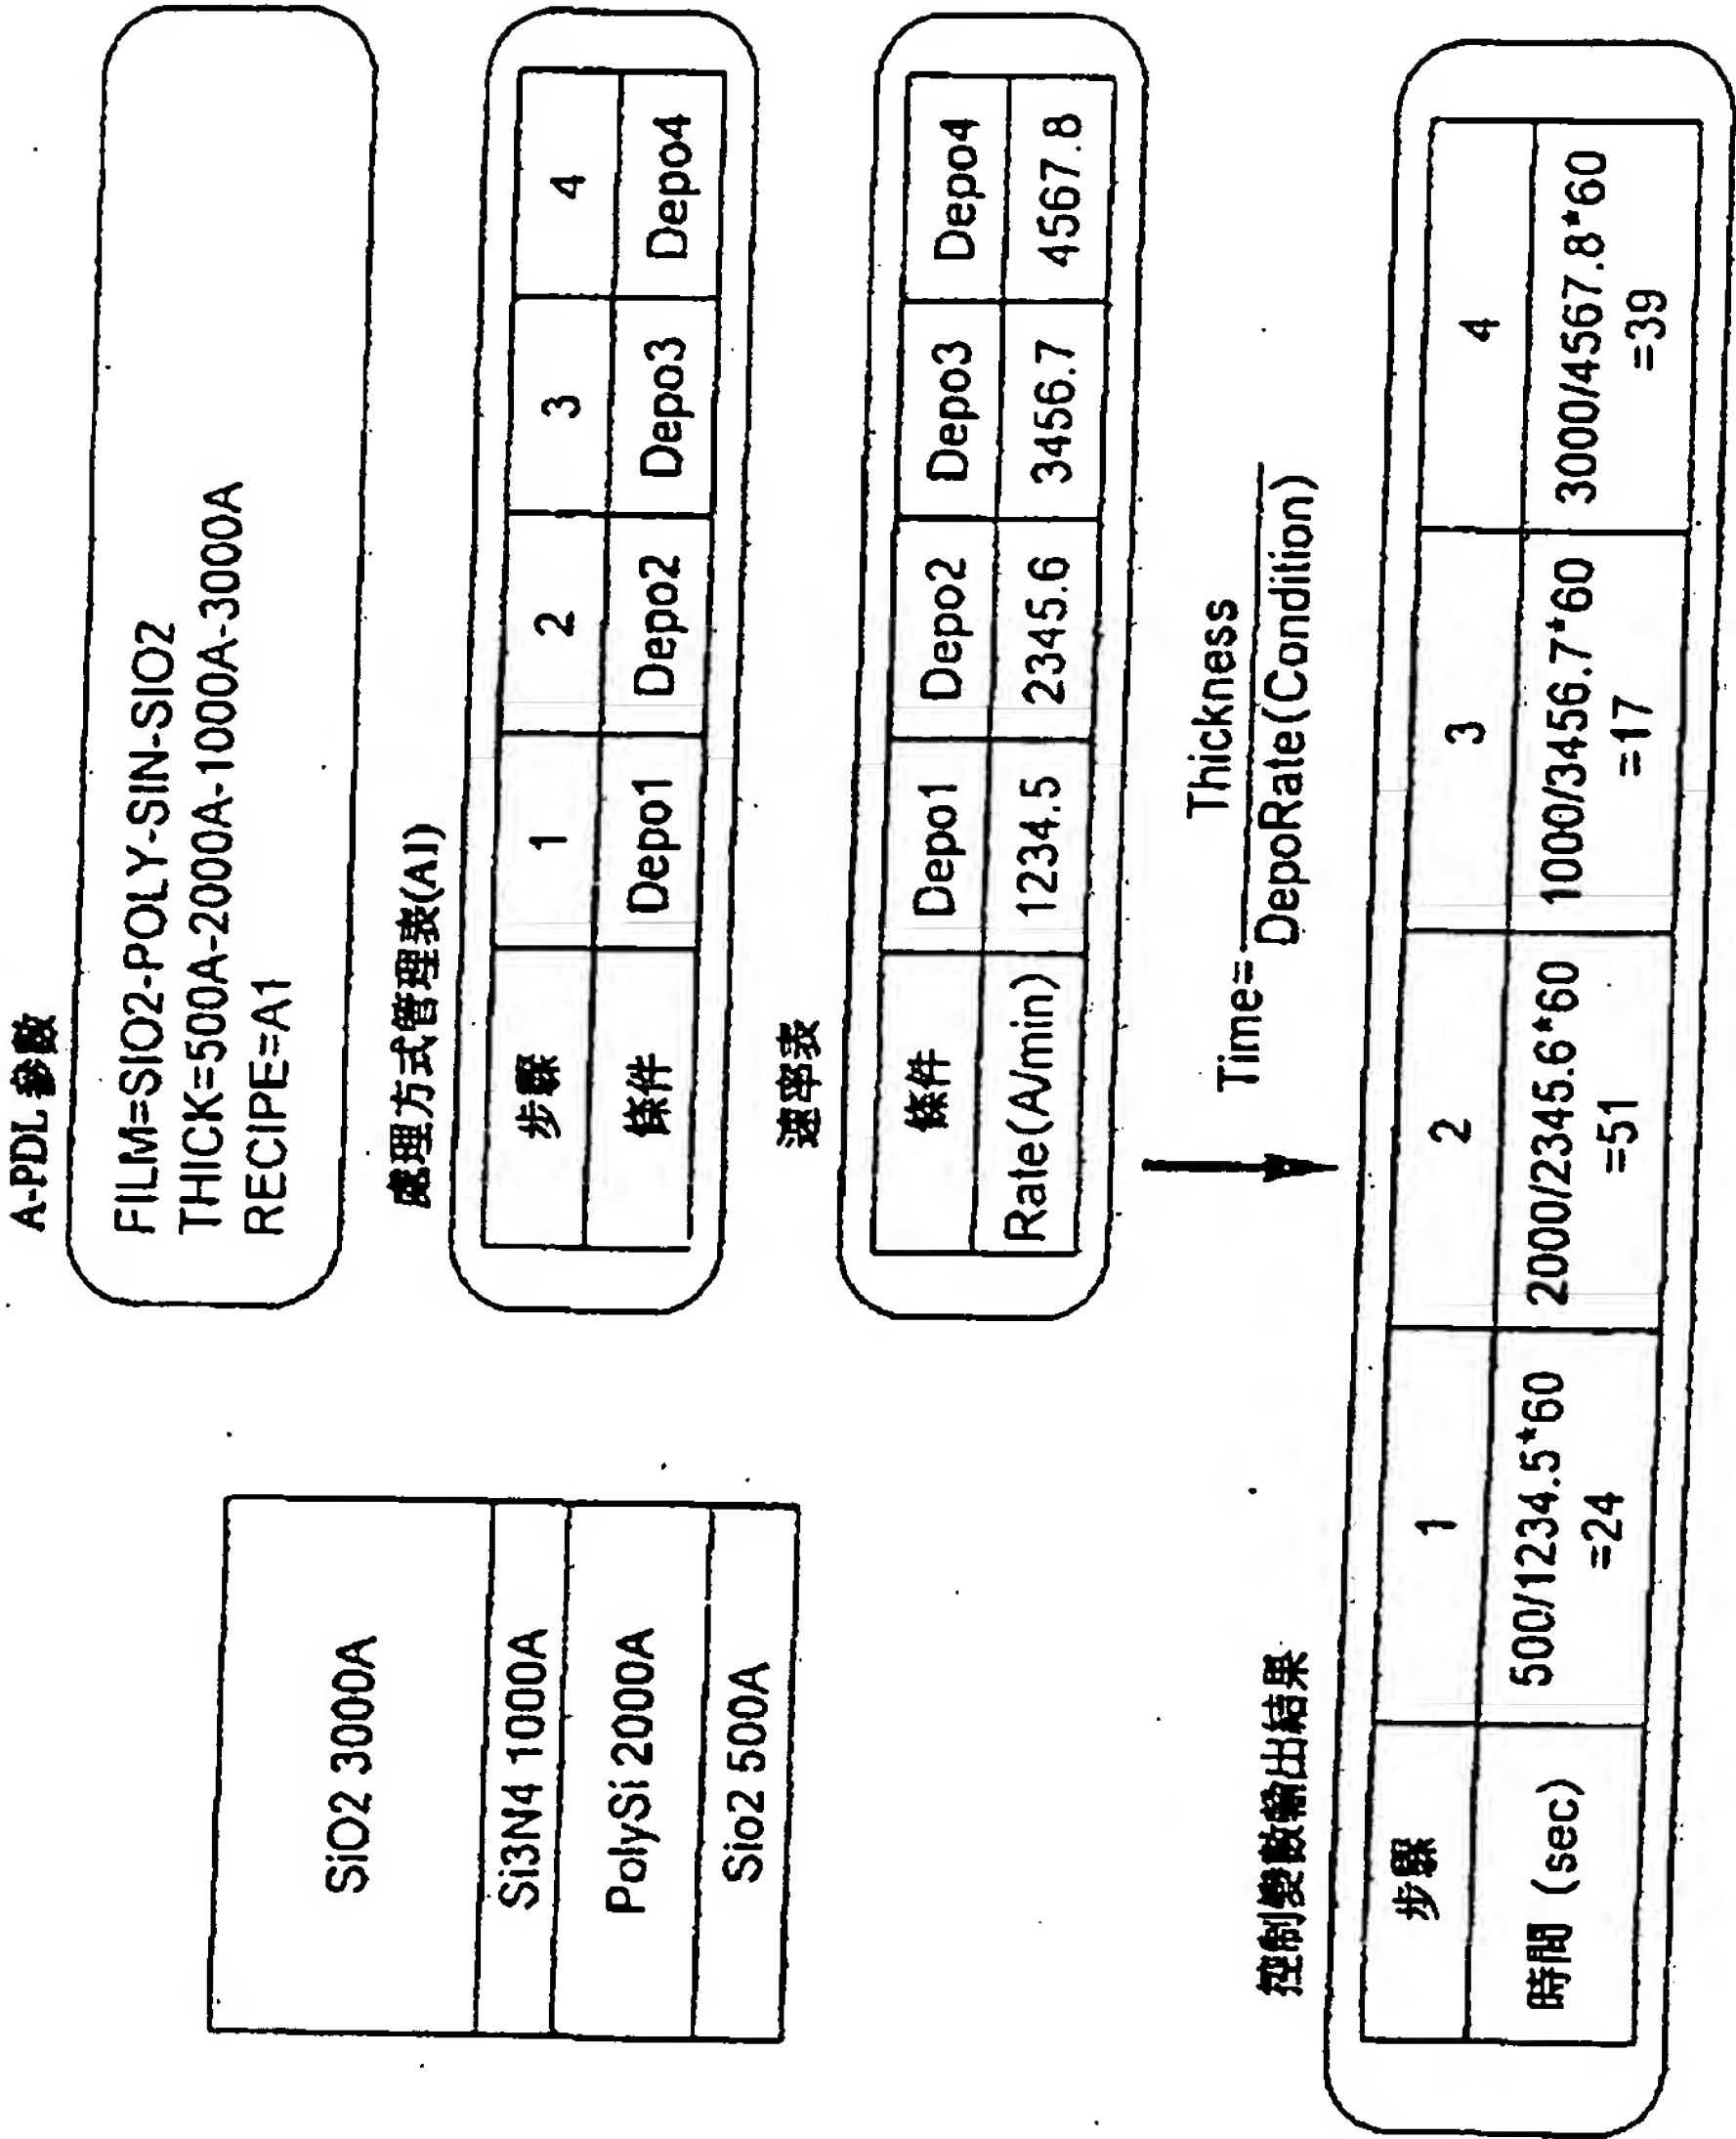 A-PDL 參數
FILM=SIO2-POLY-SIN-SIO2
THICK=500A-2000A-1000A-3000A
RECIPE=A1
SiO2 3000A
Si3N4 1000A
PolySi 2000A
Sio2 500A
處理方式管理表(A1)
步驟 1 2 3 4
條件 Depo1 Depo2 Depo3 Depo4
速率表
條件 Depo1 Depo2 Depo3 Depo4
Rate(A/min) 1234.5 2345.6 3456.7 4567.8
Thickness
Time=
DepoRate(Condition)
控制變數輸出結果
步驟 1 2 3 4
時間 (sec) 500/1234.5*60 2000/2345.6*60 1000/3456.7*60 3000/4567.8*60
=24 =51 =17 =39